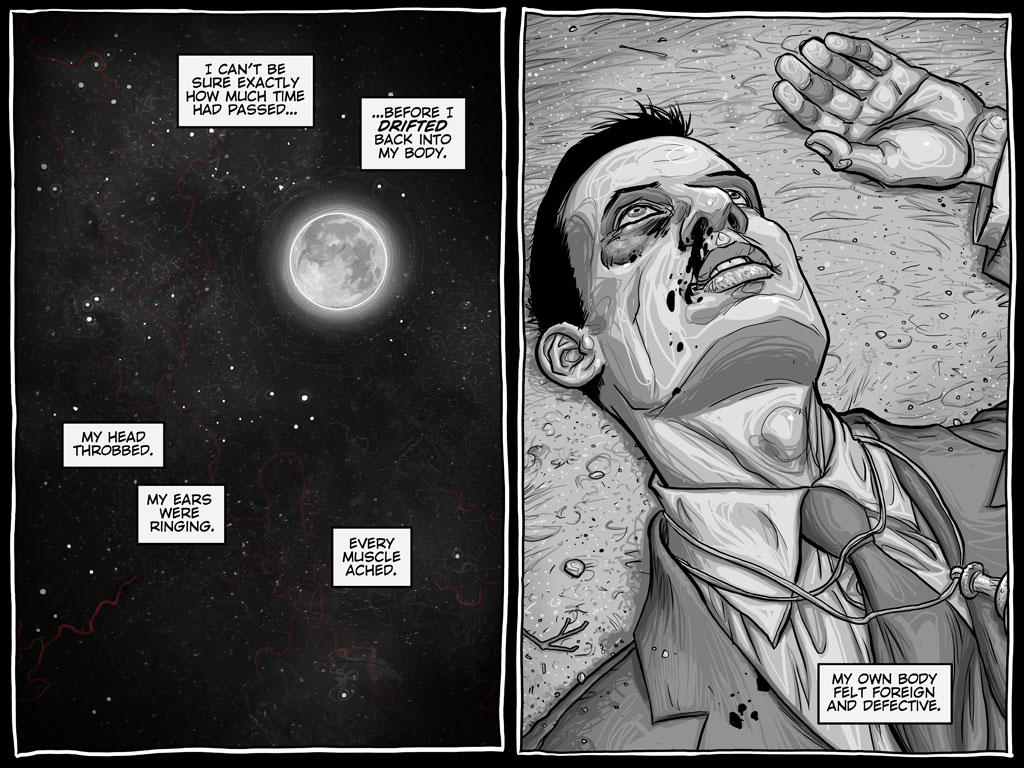 I CAN'T BE
SURE EXACTLY
HOW MUCH TIME
HAD PASSED...
...BEFORE I
DRIFTED
BACK INTO
MY BODY.
MY HEAD
THROBBED.
MY EARS
WERE
RINGING.
EVERY
MUSCLE
ACHED.
MY OWN BODY
FELT FOREIGN
AND DEFECTIVE.